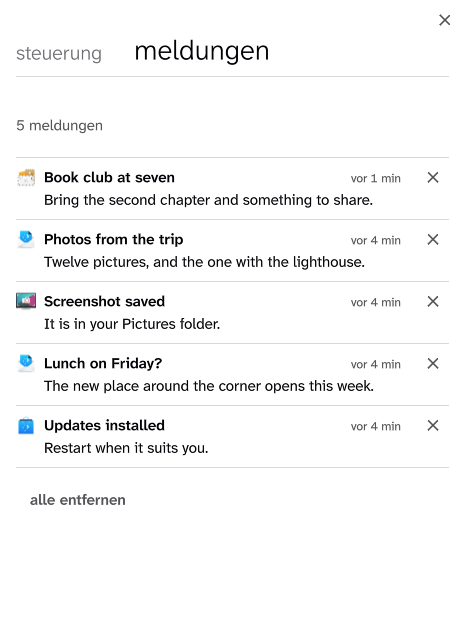 steuerung meldungen
5 meldungen
Book club at seven vor 1 min
Bring the second chapter and something to share.
Photos from the trip vor 4 min
Twelve pictures, and the one with the lighthouse.
Screenshot saved vor 4 min
It is in your Pictures folder.
Lunch on Friday? vor 4 min
The new place around the corner opens this week.
Updates installed vor 4 min
Restart when it suits you.
alle entfernen